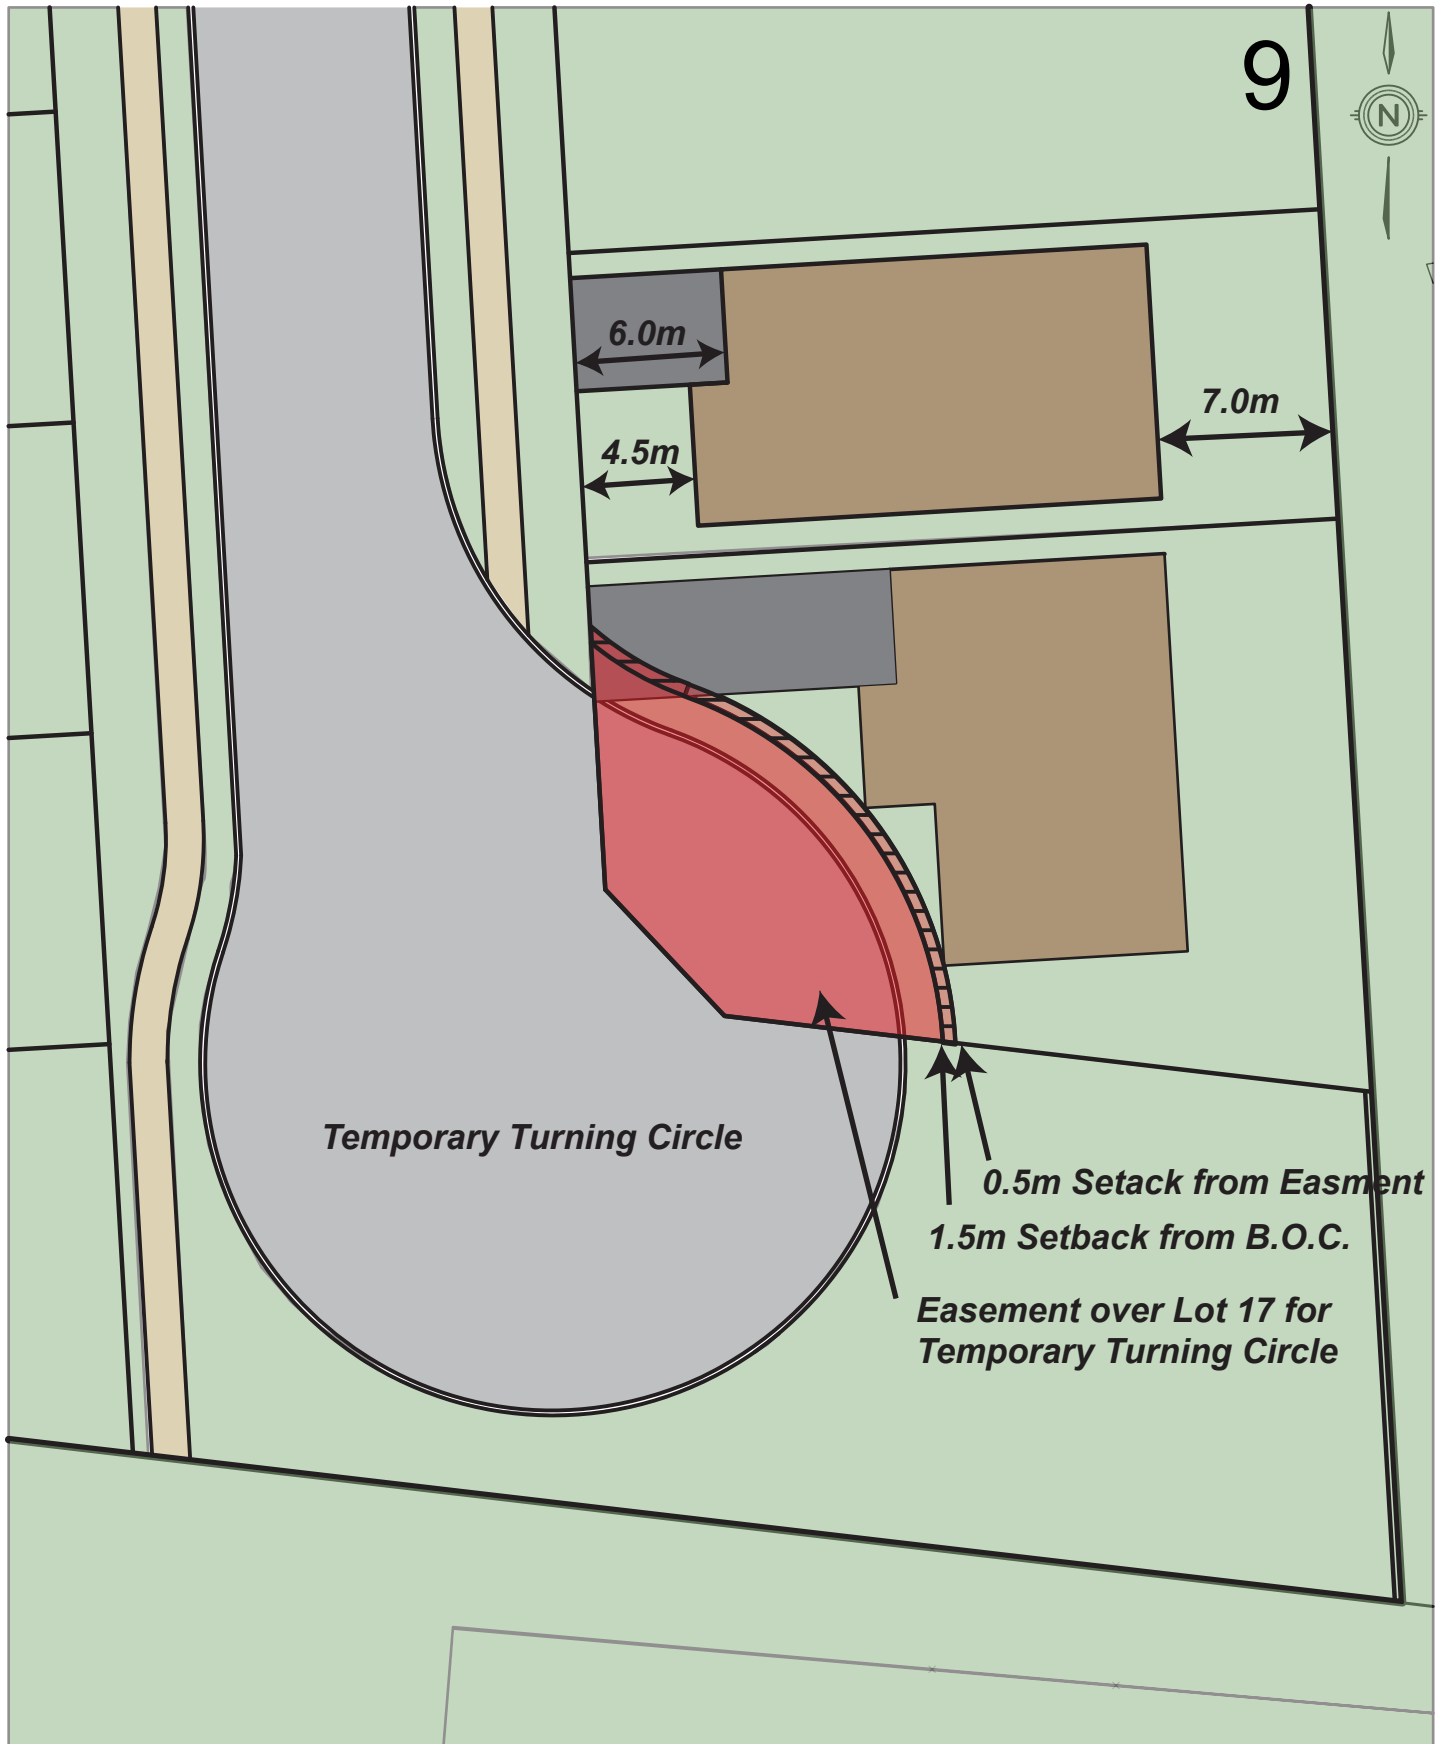 9
N
6.0m
7.0m
4.5m
Temporary Turning Circle
0.5m Setack from Easment
1.5m Setback from B.O.C.
Easement over Lot 17 for
Temporary Turning Circle